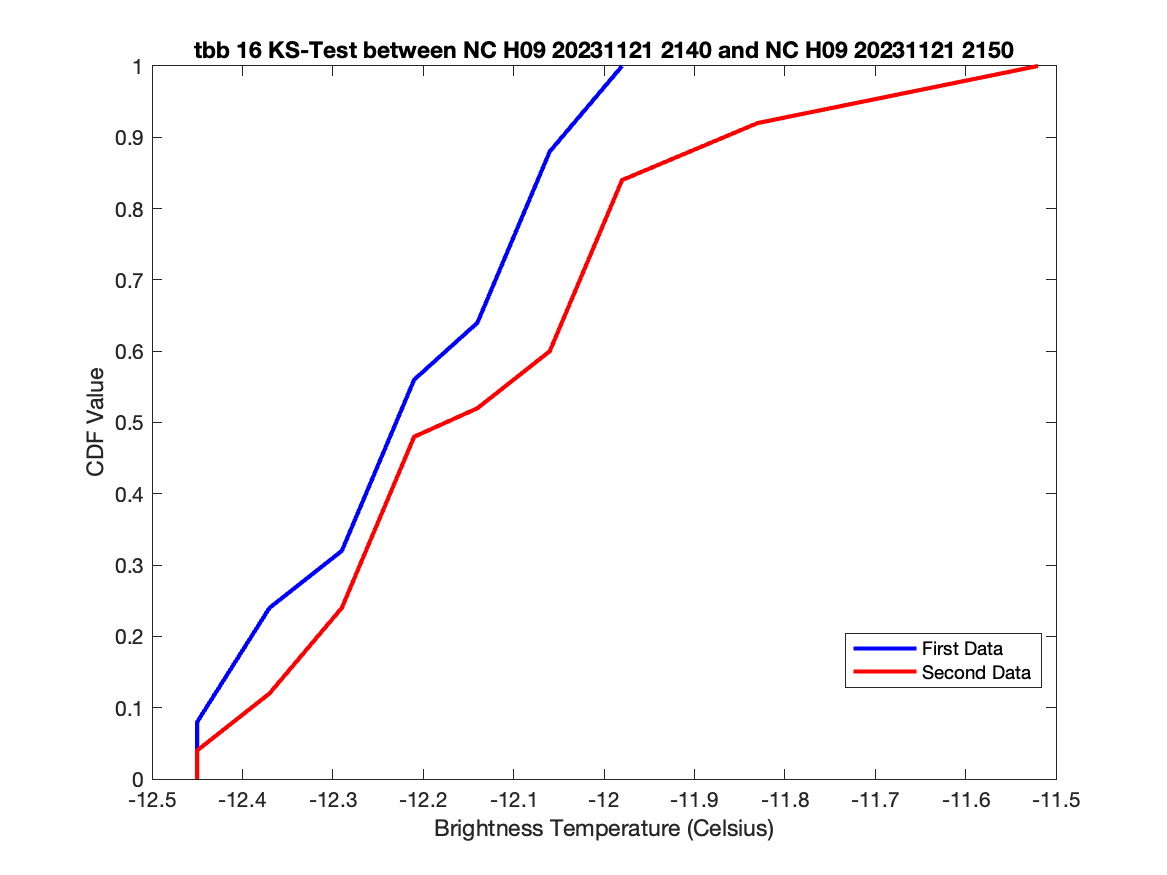 tbb 16 KS-Test between NC H09 20231121 2140 and NC H09 20231121 2150
1
0.9
0.8
0.7
0.6
0.5
0.4
0.3
0.2
0.1
0
CDF Value
First Data
Second Data
-12.5 -12.4 -12.3 -12.2 -12.1 -12 -11.9 -11.8 -11.7 -11.6 -11.5
Brightness Temperature (Celsius)